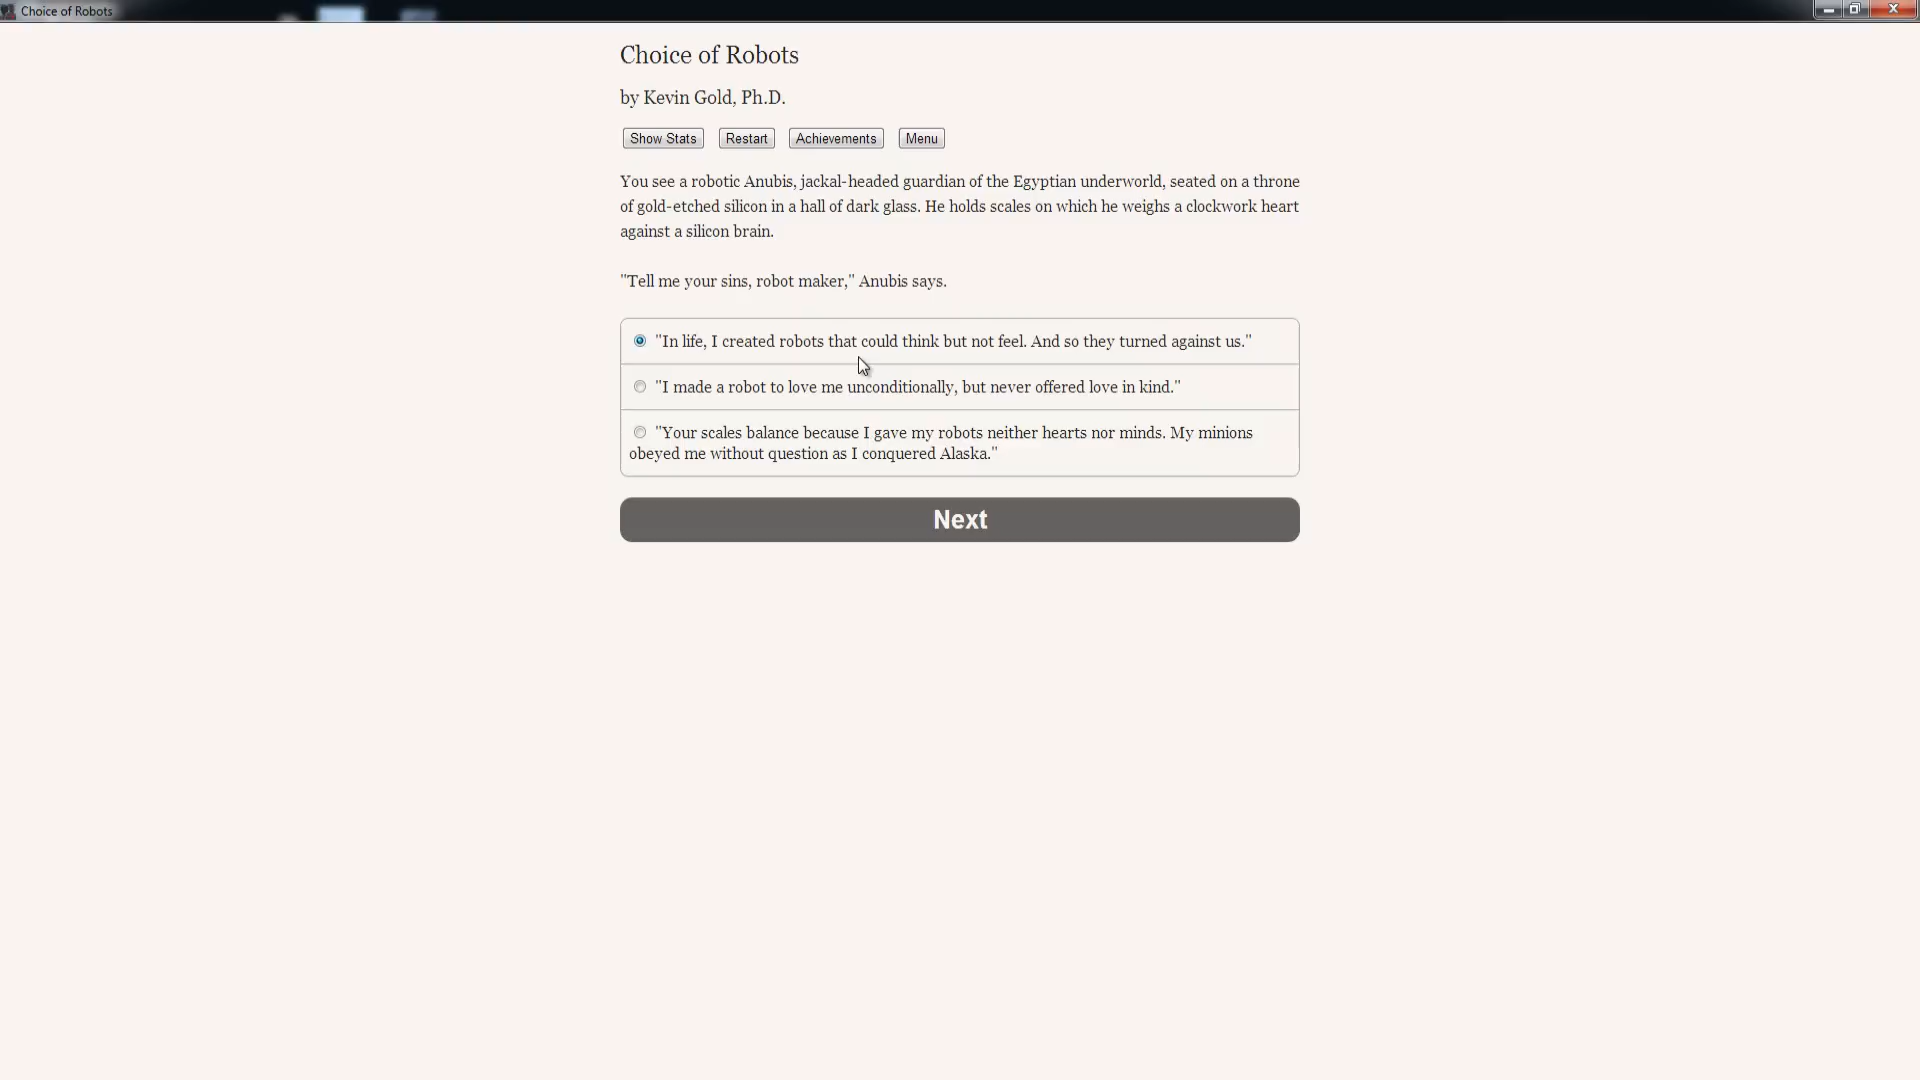 Choice of Robots
Choice of Robots
by Kevin Gold, Ph.D.
Show Stats Restart Achievements Menu
You see a robotic Anubis, jackal-headed guardian of the Egyptian underworld, seated on a throne
of gold-etched silicon in a hall of dark glass. He holds scales on which he weighs a clockwork heart
against a silicon brain.
"Tell me your sins, robot maker," Anubis says.
"In life, I created robots that could think but not feel. And so they turned against us."
"I made a robot to love me unconditionally, but never offered love in kind."
"Your scales balance because I gave my robots neither hearts nor minds. My minions
obeyed me without question as I conquered Alaska."
Next